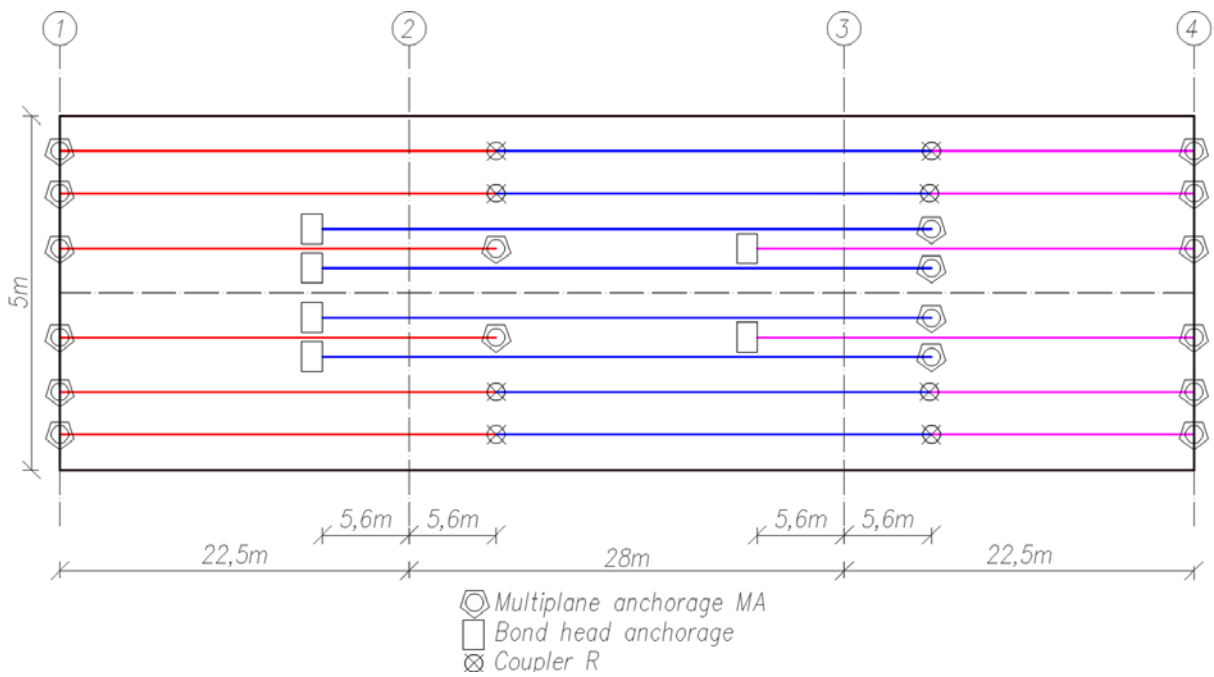 1 2 3 4
5m
5,6m 5,6m 5,6m 5,6m
22,5m 28m 22,5m
Multiplane anchorage MA
Bond head anchorage
Coupler R